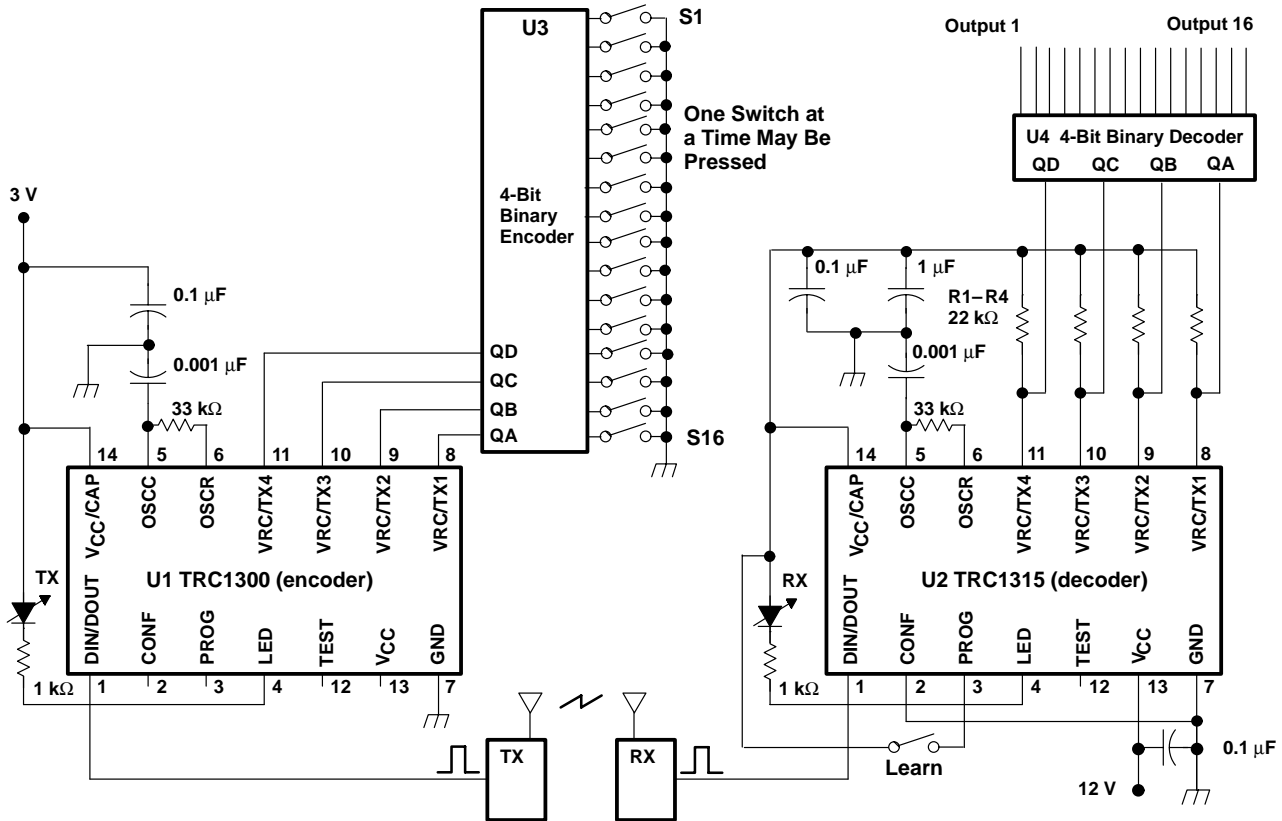 U3
S1
Output 1
Output 16
One Switch at
a Time May Be
Pressed
U4 4-Bit Binary Decoder
QD QC QB QA
3 V
4-Bit
Binary
Encoder
0.1 µF
0.001 µF
33 kΩ
QD
QC
QB
QA
S16
0.1 µF
1 µF
R1–R4
22 kΩ
0.001 µF
33 kΩ
14 5 6 11 10 9 8
VCC/CAP
OSCC
OSCR
VRC/TX4
VRC/TX3
VRC/TX2
VRC/TX1
U1 TRC1300 (encoder)
TX
DIN/DOUT
CONF
PROG
LED
TEST
VCC
GND
1 kΩ
1 2 3 4 12 13 7
14 5 6 11 10 9 8
VCC/CAP
OSCC
OSCR
VRC/TX4
VRC/TX3
VRC/TX2
VRC/TX1
U2 TRC1315 (decoder)
RX
DIN/DOUT
CONF
PROG
LED
TEST
VCC
GND
1 kΩ
1 2 3 4 12 13 7
TX
RX
Learn
0.1 µF
12 V